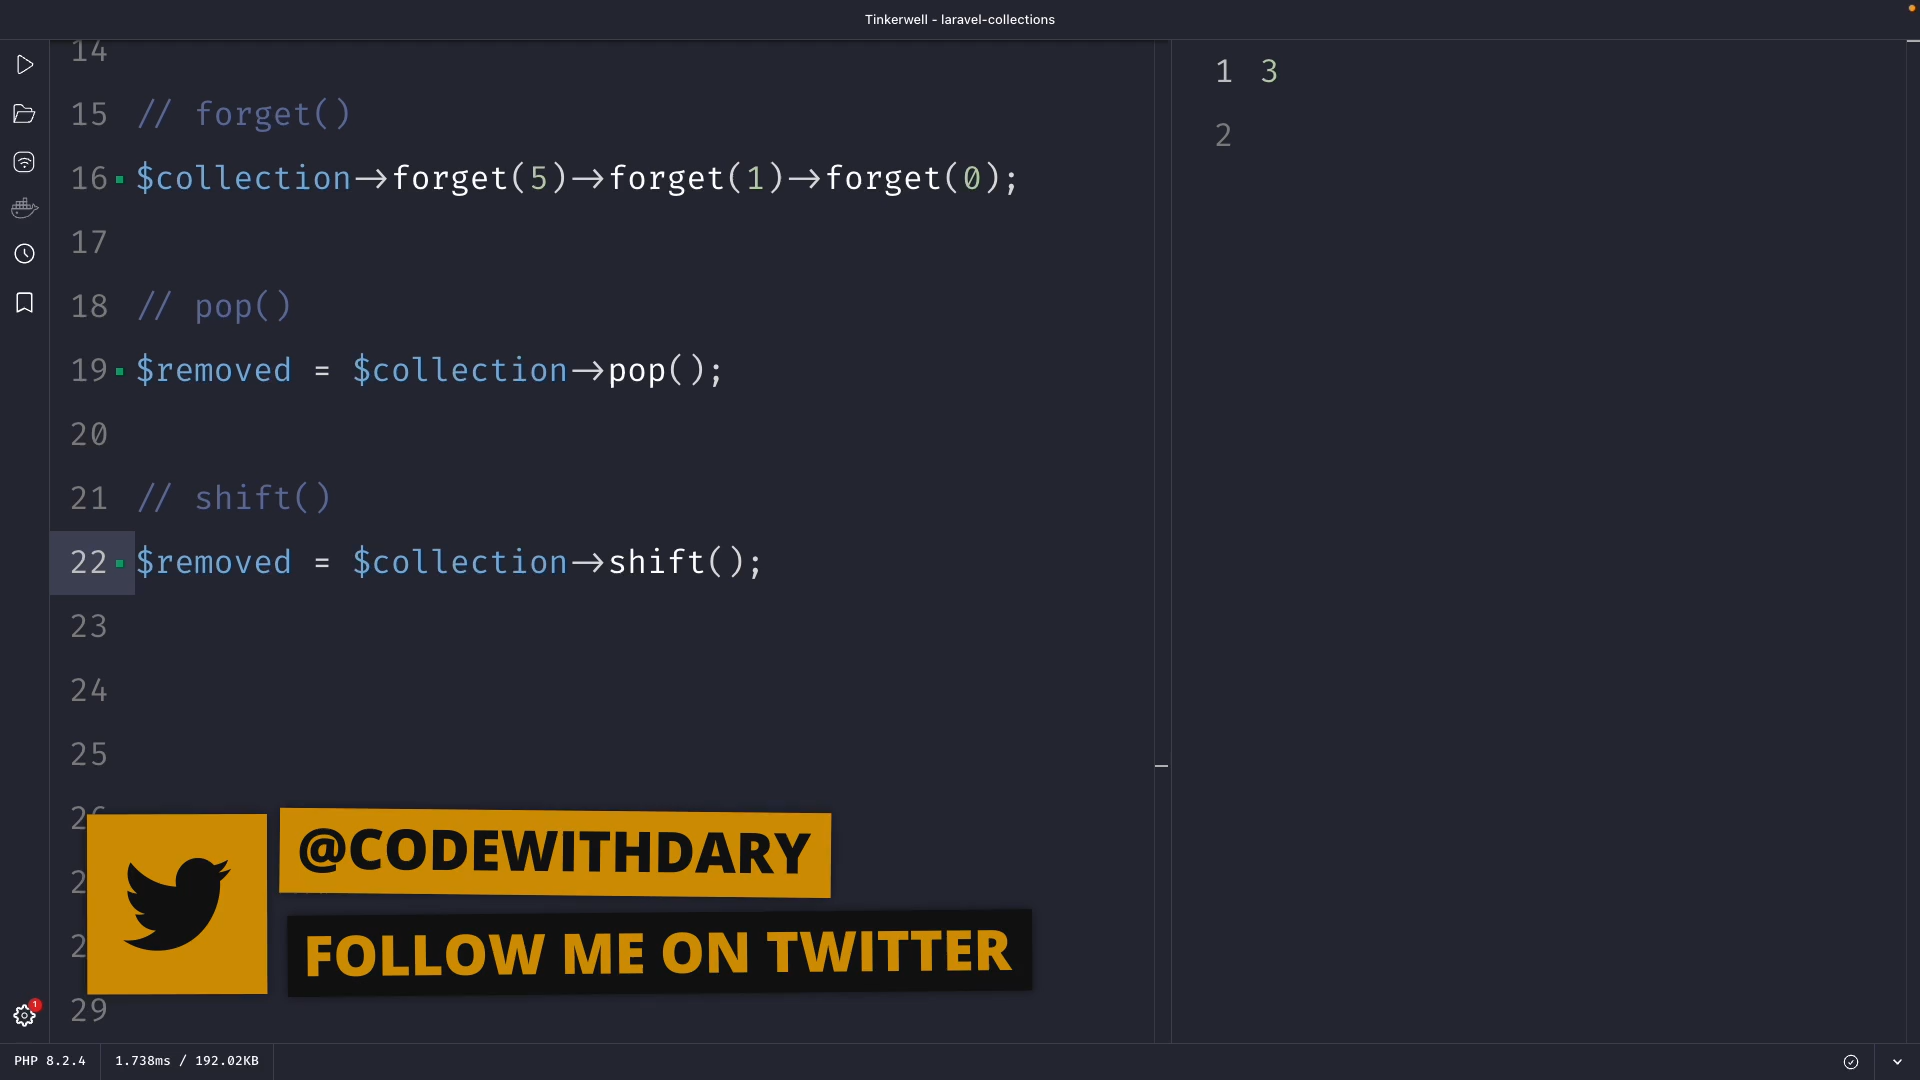 Tinkerwell - laravel-collections
14
15 // forget()
16 $collection->forget(5)->forget(1)->forget(0);
17
18 // pop()
19 $removed = $collection->pop();
20
21 // shift()
22 $removed = $collection->shift();
23
24
25
29
1 3
2
@CODEWITHDARY
FOLLOW ME ON TWITTER
1
PHP 8.2.4
1.738ms / 192.02KB